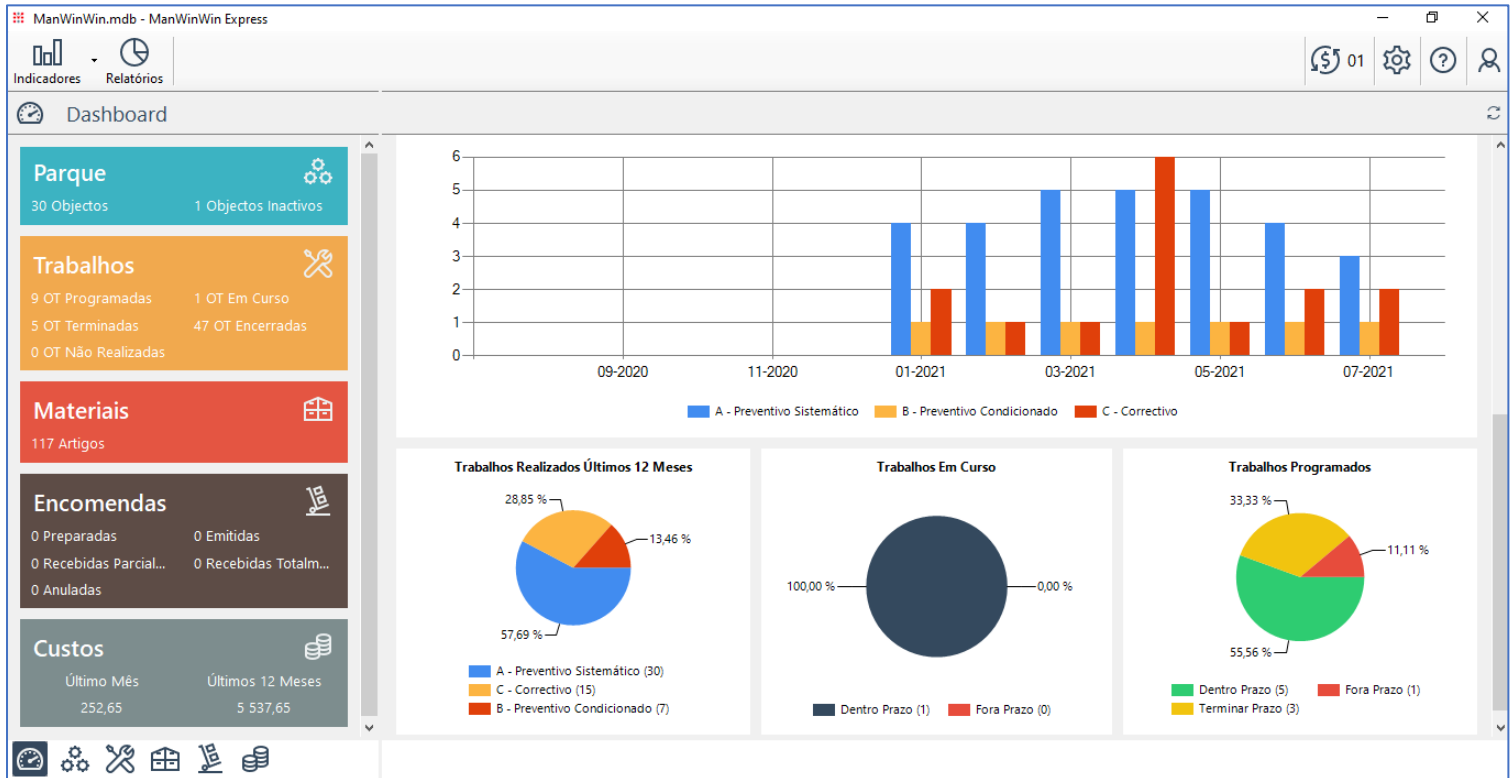 ManWinWin.mdb - ManWinWin Express
Indicadores Relatórios 01
Dashboard
Parque
30 Objectos 1 Objectos Inactivos
Trabalhos
9 OT Programadas 1 OT Em Curso
5 OT Terminadas 47 OT Encerradas
0 OT Não Realizadas
Materiais
117 Artigos
Encomendas
0 Preparadas 0 Emitidas
0 Recebidas Parcial... 0 Recebidas Totalm...
0 Anuladas
Custos
Último Mês Últimos 12 Meses
252,65 5 537,65
6
5
4
3
2
1
0
09-2020 11-2020 01-2021 03-2021 05-2021 07-2021
A - Preventivo Sistemático B - Preventivo Condicionado C - Correctivo
Trabalhos Realizados Últimos 12 Meses
28,85 %
13,46 %
57,69 %
A - Preventivo Sistemático (30)
C - Correctivo (15)
B - Preventivo Condicionado (7)
Trabalhos Em Curso
100,00 % 0,00 %
Dentro Prazo (1) Fora Prazo (0)
Trabalhos Programados
33,33 %
11,11 %
55,56 %
Dentro Prazo (5) Fora Prazo (1)
Terminar Prazo (3)